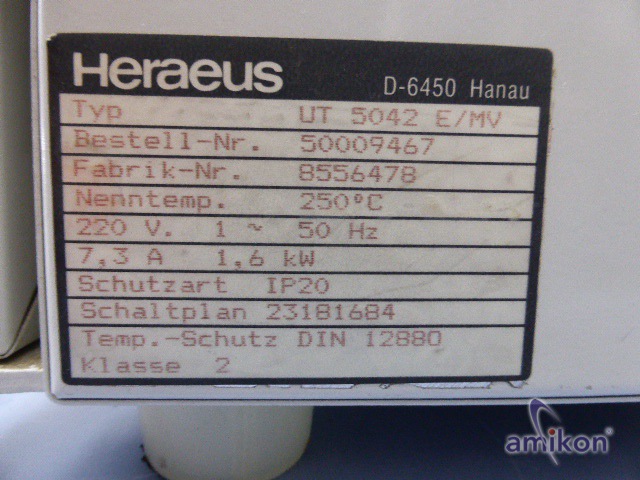 Heraeus D-6450 Hanau
Typ UT 5042 E/MV
Bestell-Nr. 50009467
Fabrik-Nr. 8556478
Nenntemp. 250°C
220 V. 1 ~ 50 Hz
7,3 A 1,6 kW
Schutzart IP20
Schaltplan 23181684
Temp.-Schutz DIN 12880
Klasse 2
amikon®